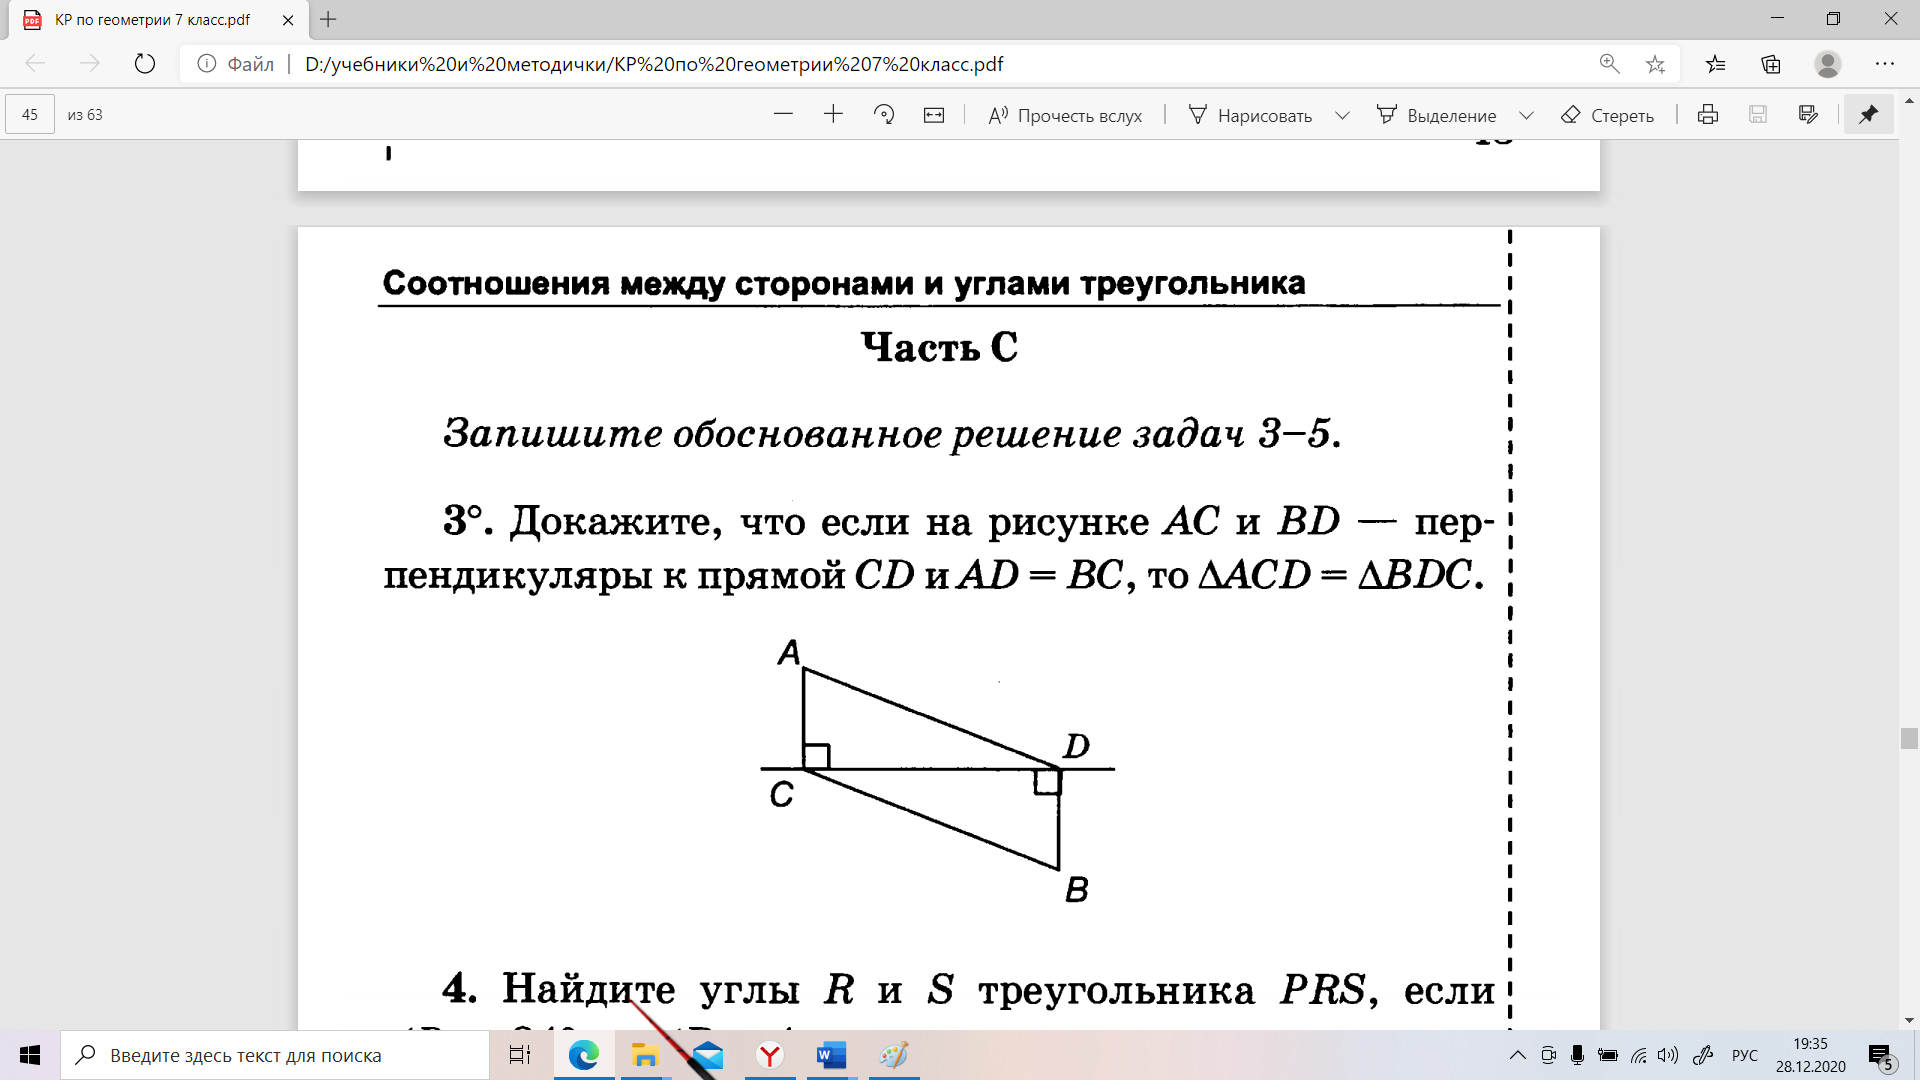 КР по геометрии 7 класс.pdf
Файл | D:/учебники%20и%20методички/КР%20по%20геометрии%207%20класс.pdf
45 из 63 Прочесть вслух Нарисовать Выделение Стереть
Соотношения между сторонами и углами треугольника
Часть С
Запишите обоснованное решение задач 3–5.
3°. Докажите, что если на рисунке AC и BD — пер-
пендикуляры к прямой CD и AD = BC, то ΔACD = ΔBDC.
A
D
C
B
4. Найдите углы R и S треугольника PRS, если
Введите здесь текст для поиска
РУС
19:35
28.12.2020
5